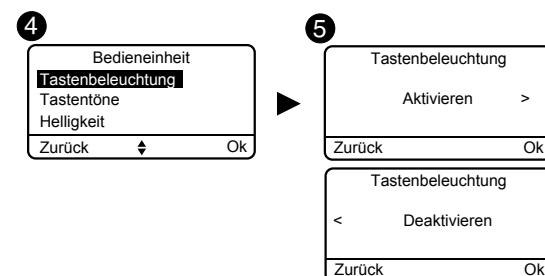 4
Bedieneinheit
Tastenbeleuchtung
Tastentöne
Helligkeit
Zurück Ok
5
Tastenbeleuchtung
Aktivieren >
Zurück Ok
Tastenbeleuchtung
< Deaktivieren
Zurück Ok